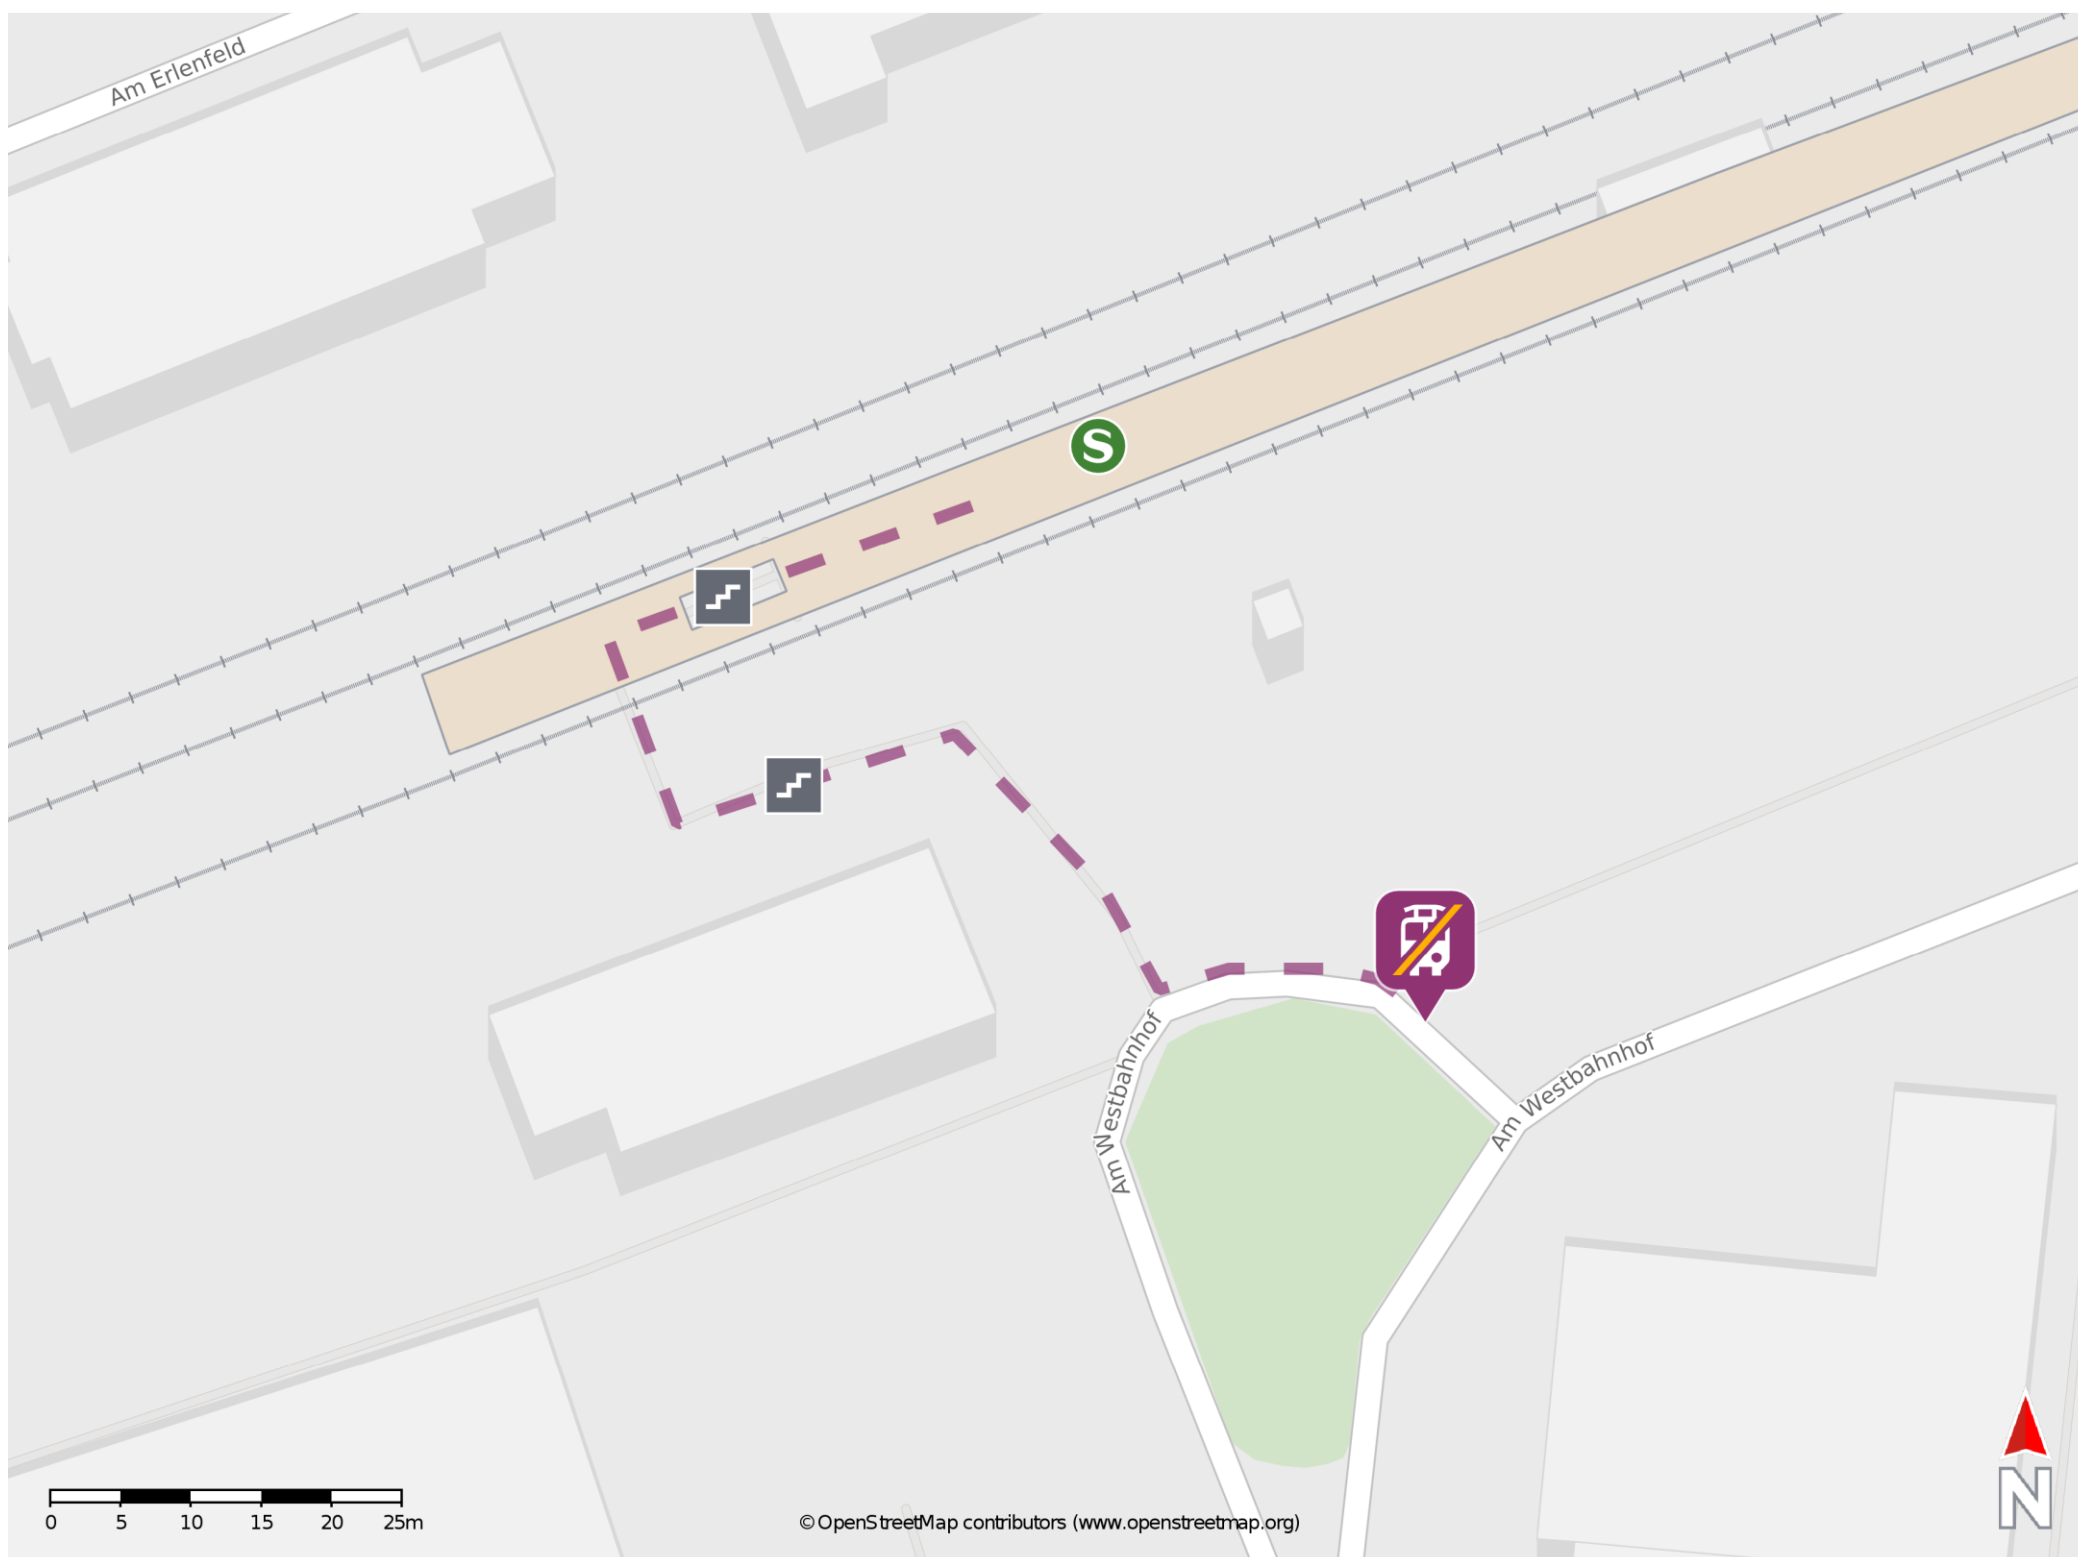 Am Erlenfeld
S
Am Westbahnhof
Am Westbahnhof
0 5 10 15 20 25m
©OpenStreetMap contributors (www.openstreetmap.org)
N